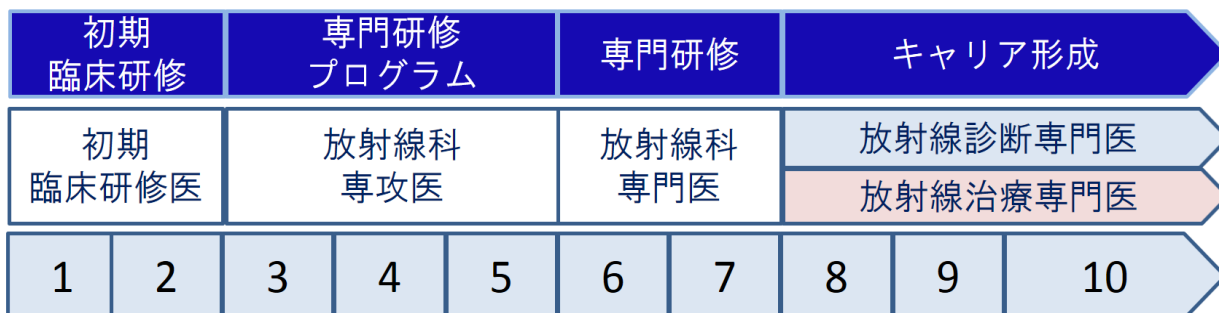 初期
臨床研修
専門研修
プログラム
専門研修
キャリア形成
初期
臨床研修医
放射線科
専攻医
放射線科
専門医
放射線診断専門医
放射線治療専門医
1 2 3 4 5 6 7 8 9 10